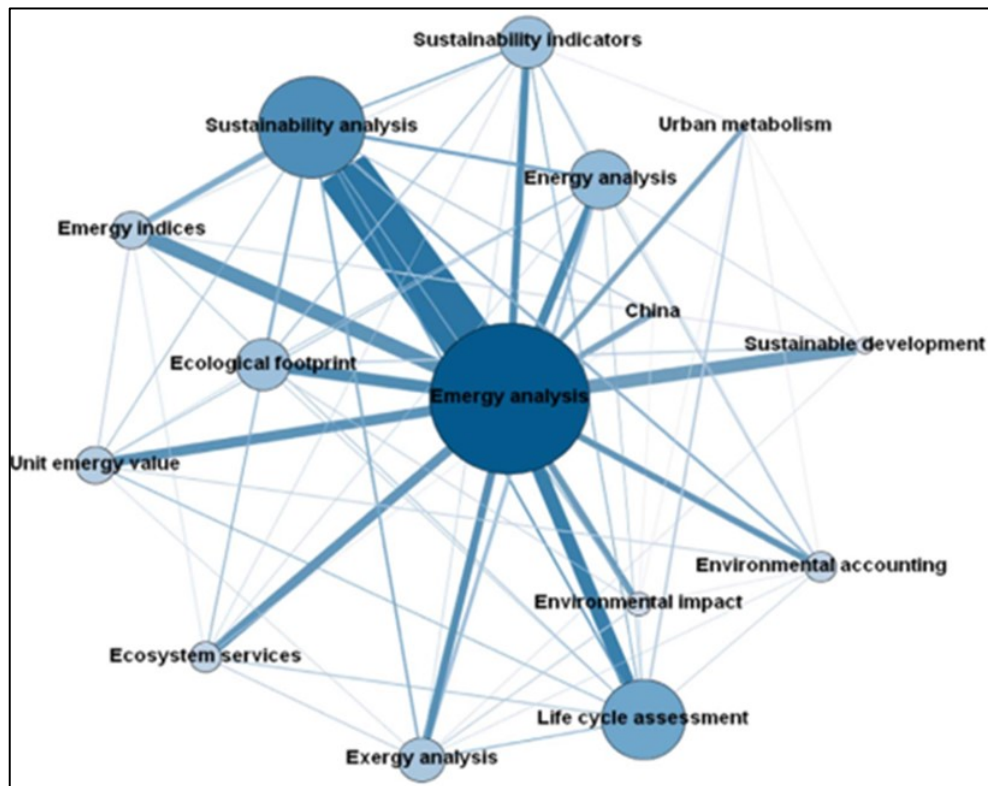 Sustainability indicators
Sustainability analysis
Urban metabolism
Energy analysis
Emergy indices
China
Sustainable development
Ecological footprint
Emergy analysis
Unit emergy value
Environmental accounting
Environmental impact
Ecosystem services
Life cycle assessment
Exergy analysis